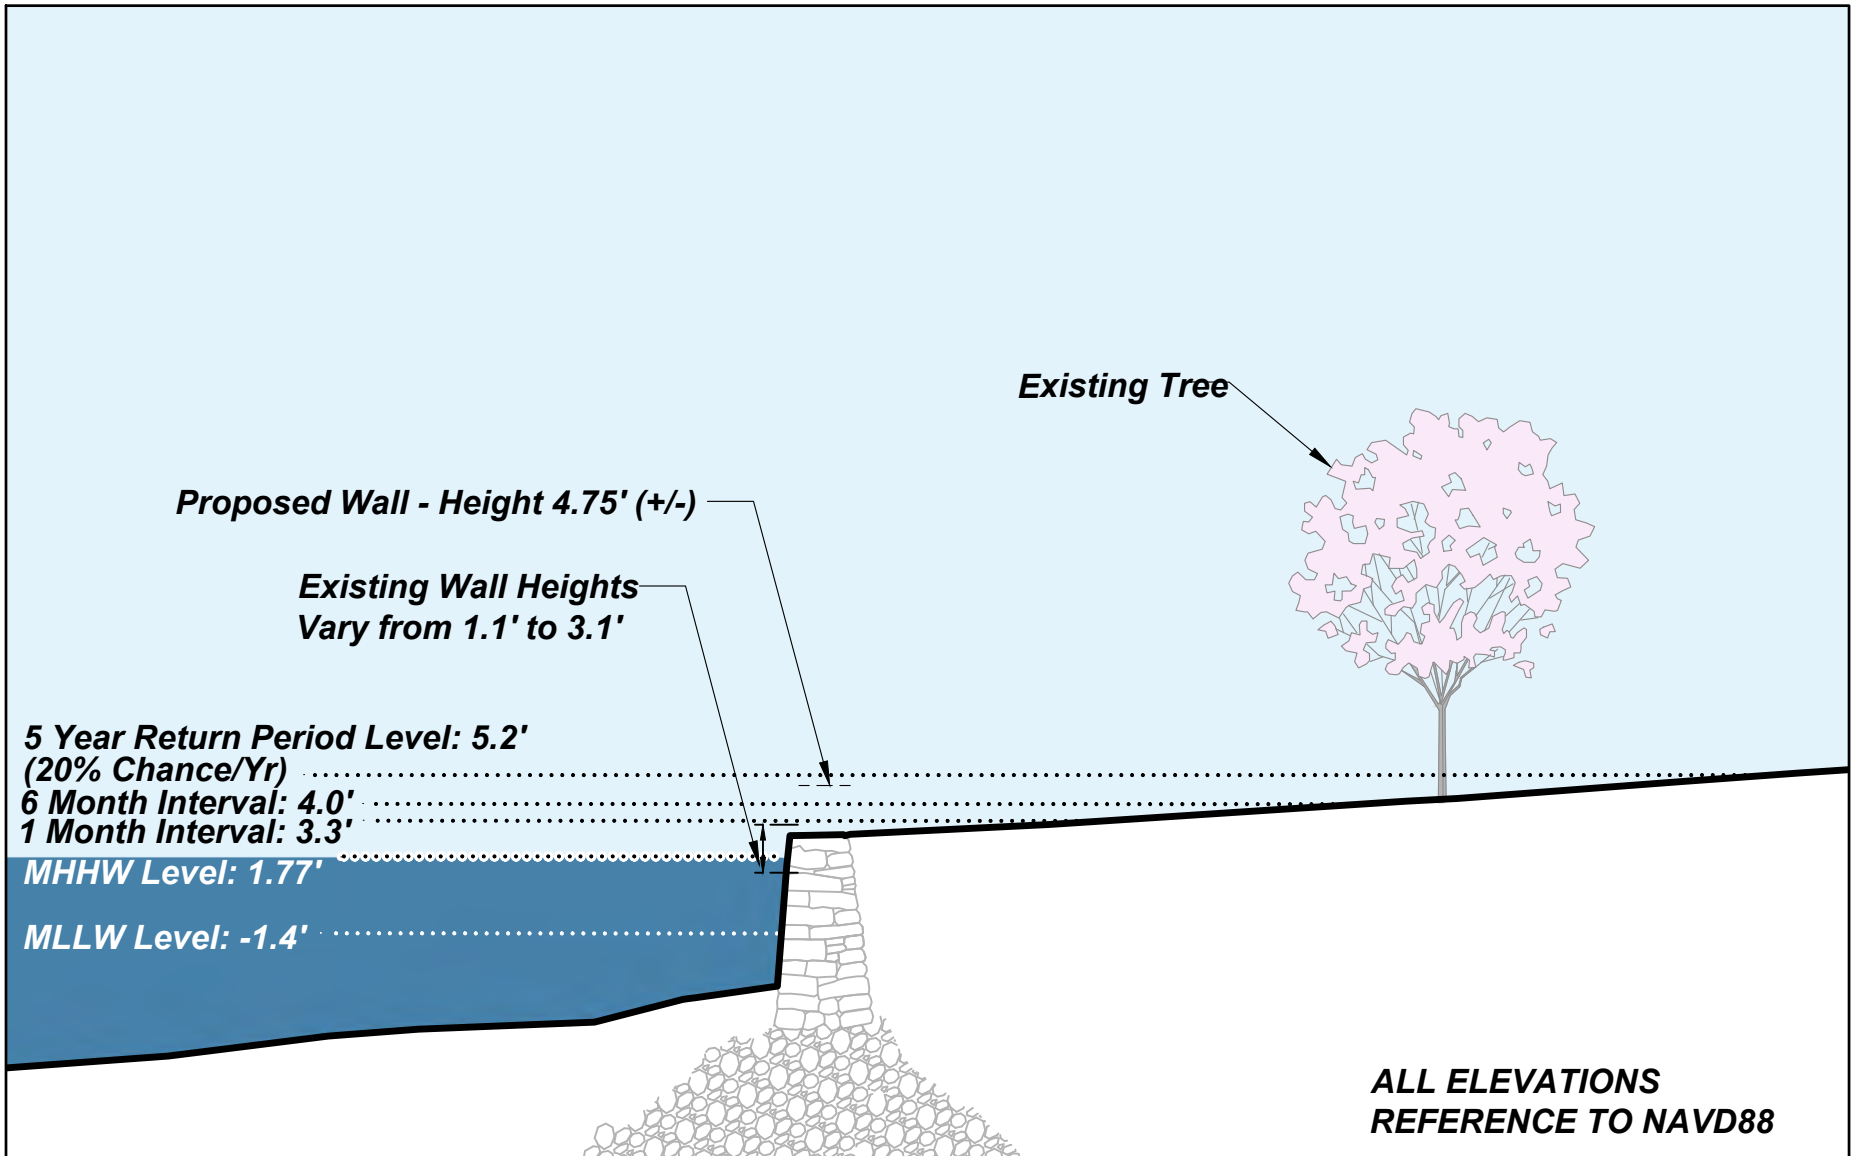 Existing Tree
Proposed Wall - Height 4.75' (+/-)
Existing Wall Heights
Vary from 1.1' to 3.1'
5 Year Return Period Level: 5.2'
(20% Chance/Yr)
6 Month Interval: 4.0'
1 Month Interval: 3.3'
MHHW Level: 1.77'
MLLW Level: -1.4'
ALL ELEVATIONS
REFERENCE TO NAVD88